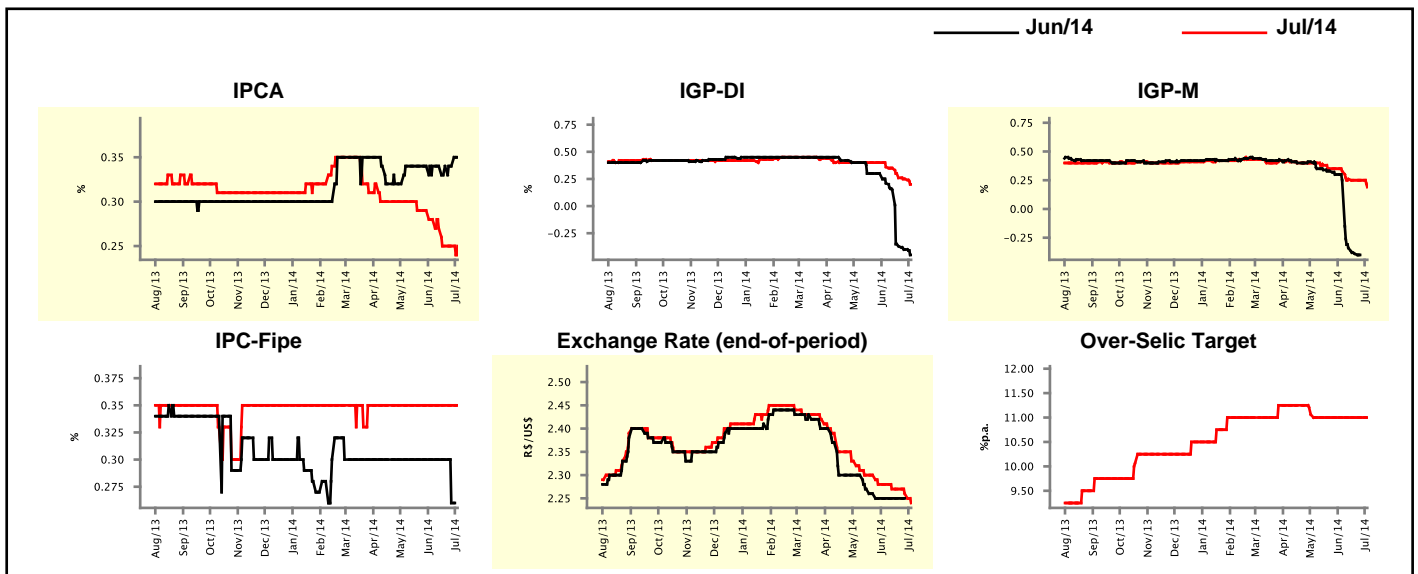 Jun/14 Jul/14
IPCA
%
0.35
0.30
0.25
Aug/13 Sep/13 Oct/13 Nov/13 Dec/13 Jan/14 Feb/14 Mar/14 Apr/14 May/14 Jun/14 Jul/14
IGP-DI
%
0.75
0.50
0.25
0.00
−0.25
Aug/13 Sep/13 Oct/13 Nov/13 Dec/13 Jan/14 Feb/14 Mar/14 Apr/14 May/14 Jun/14 Jul/14
IGP-M
%
0.75
0.50
0.25
0.00
−0.25
Aug/13 Sep/13 Oct/13 Nov/13 Dec/13 Jan/14 Feb/14 Mar/14 Apr/14 May/14 Jun/14 Jul/14
IPC-Fipe
%
0.375
0.35
0.325
0.30
0.275
Aug/13 Sep/13 Oct/13 Nov/13 Dec/13 Jan/14 Feb/14 Mar/14 Apr/14 May/14 Jun/14 Jul/14
Exchange Rate (end-of-period)
R$/US$
2.50
2.45
2.40
2.35
2.30
2.25
Aug/13 Sep/13 Oct/13 Nov/13 Dec/13 Jan/14 Feb/14 Mar/14 Apr/14 May/14 Jun/14 Jul/14
Over-Selic Target
%p.a.
12.00
11.50
11.00
10.50
10.00
9.50
Aug/13 Sep/13 Oct/13 Nov/13 Dec/13 Jan/14 Feb/14 Mar/14 Apr/14 May/14 Jun/14 Jul/14